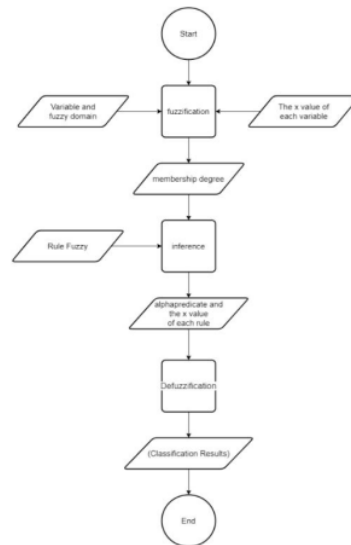 Start
Variable and
fuzzy domain
fuzzification
The x value of
each variable
membership degree
Rule Fuzzy
inference
alphapredicate and
the x value
of each rule
Defuzzification
(Classification Results)
End